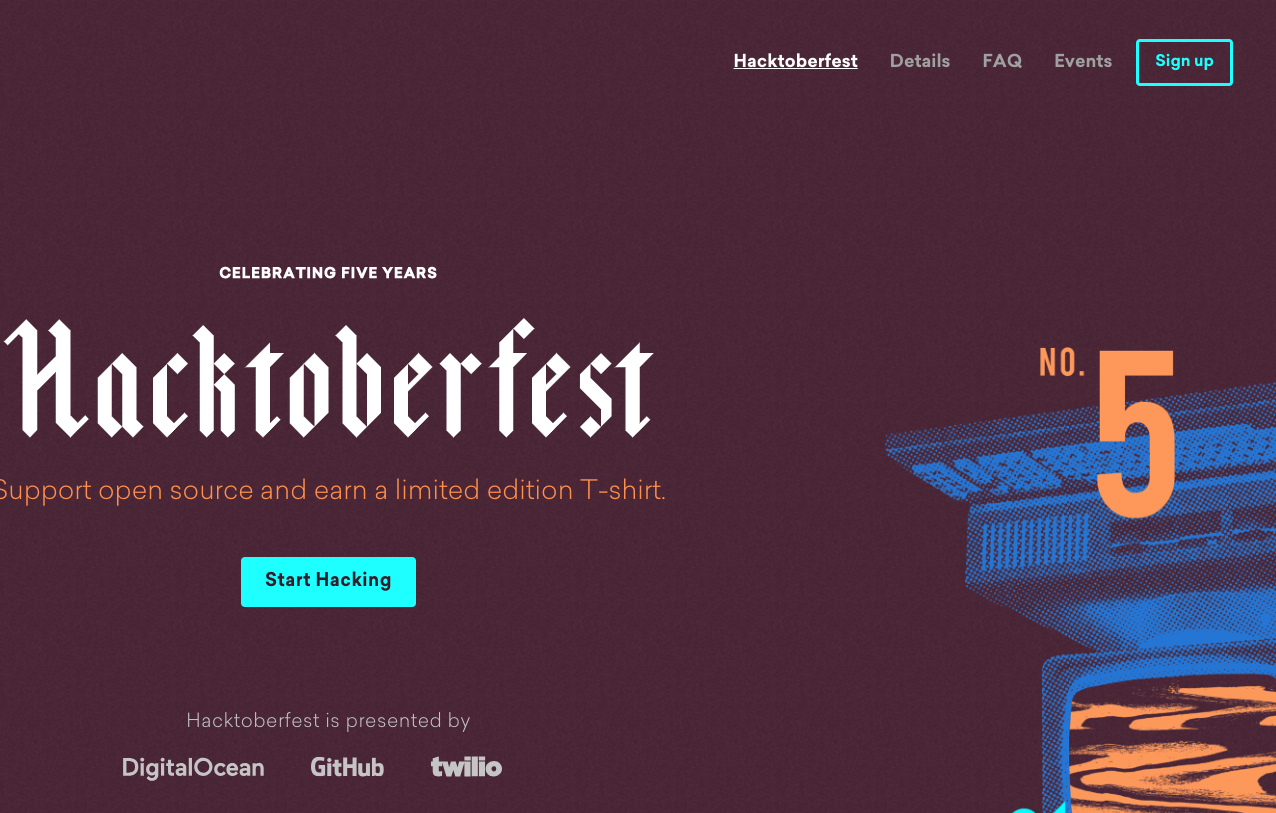 Hacktoberfest Details FAQ Events Sign up
CELEBRATING FIVE YEARS
Hacktoberfest
NO. 5
Support open source and earn a limited edition T-shirt.
Start Hacking
Hacktoberfest is presented by
DigitalOcean GitHub twilio